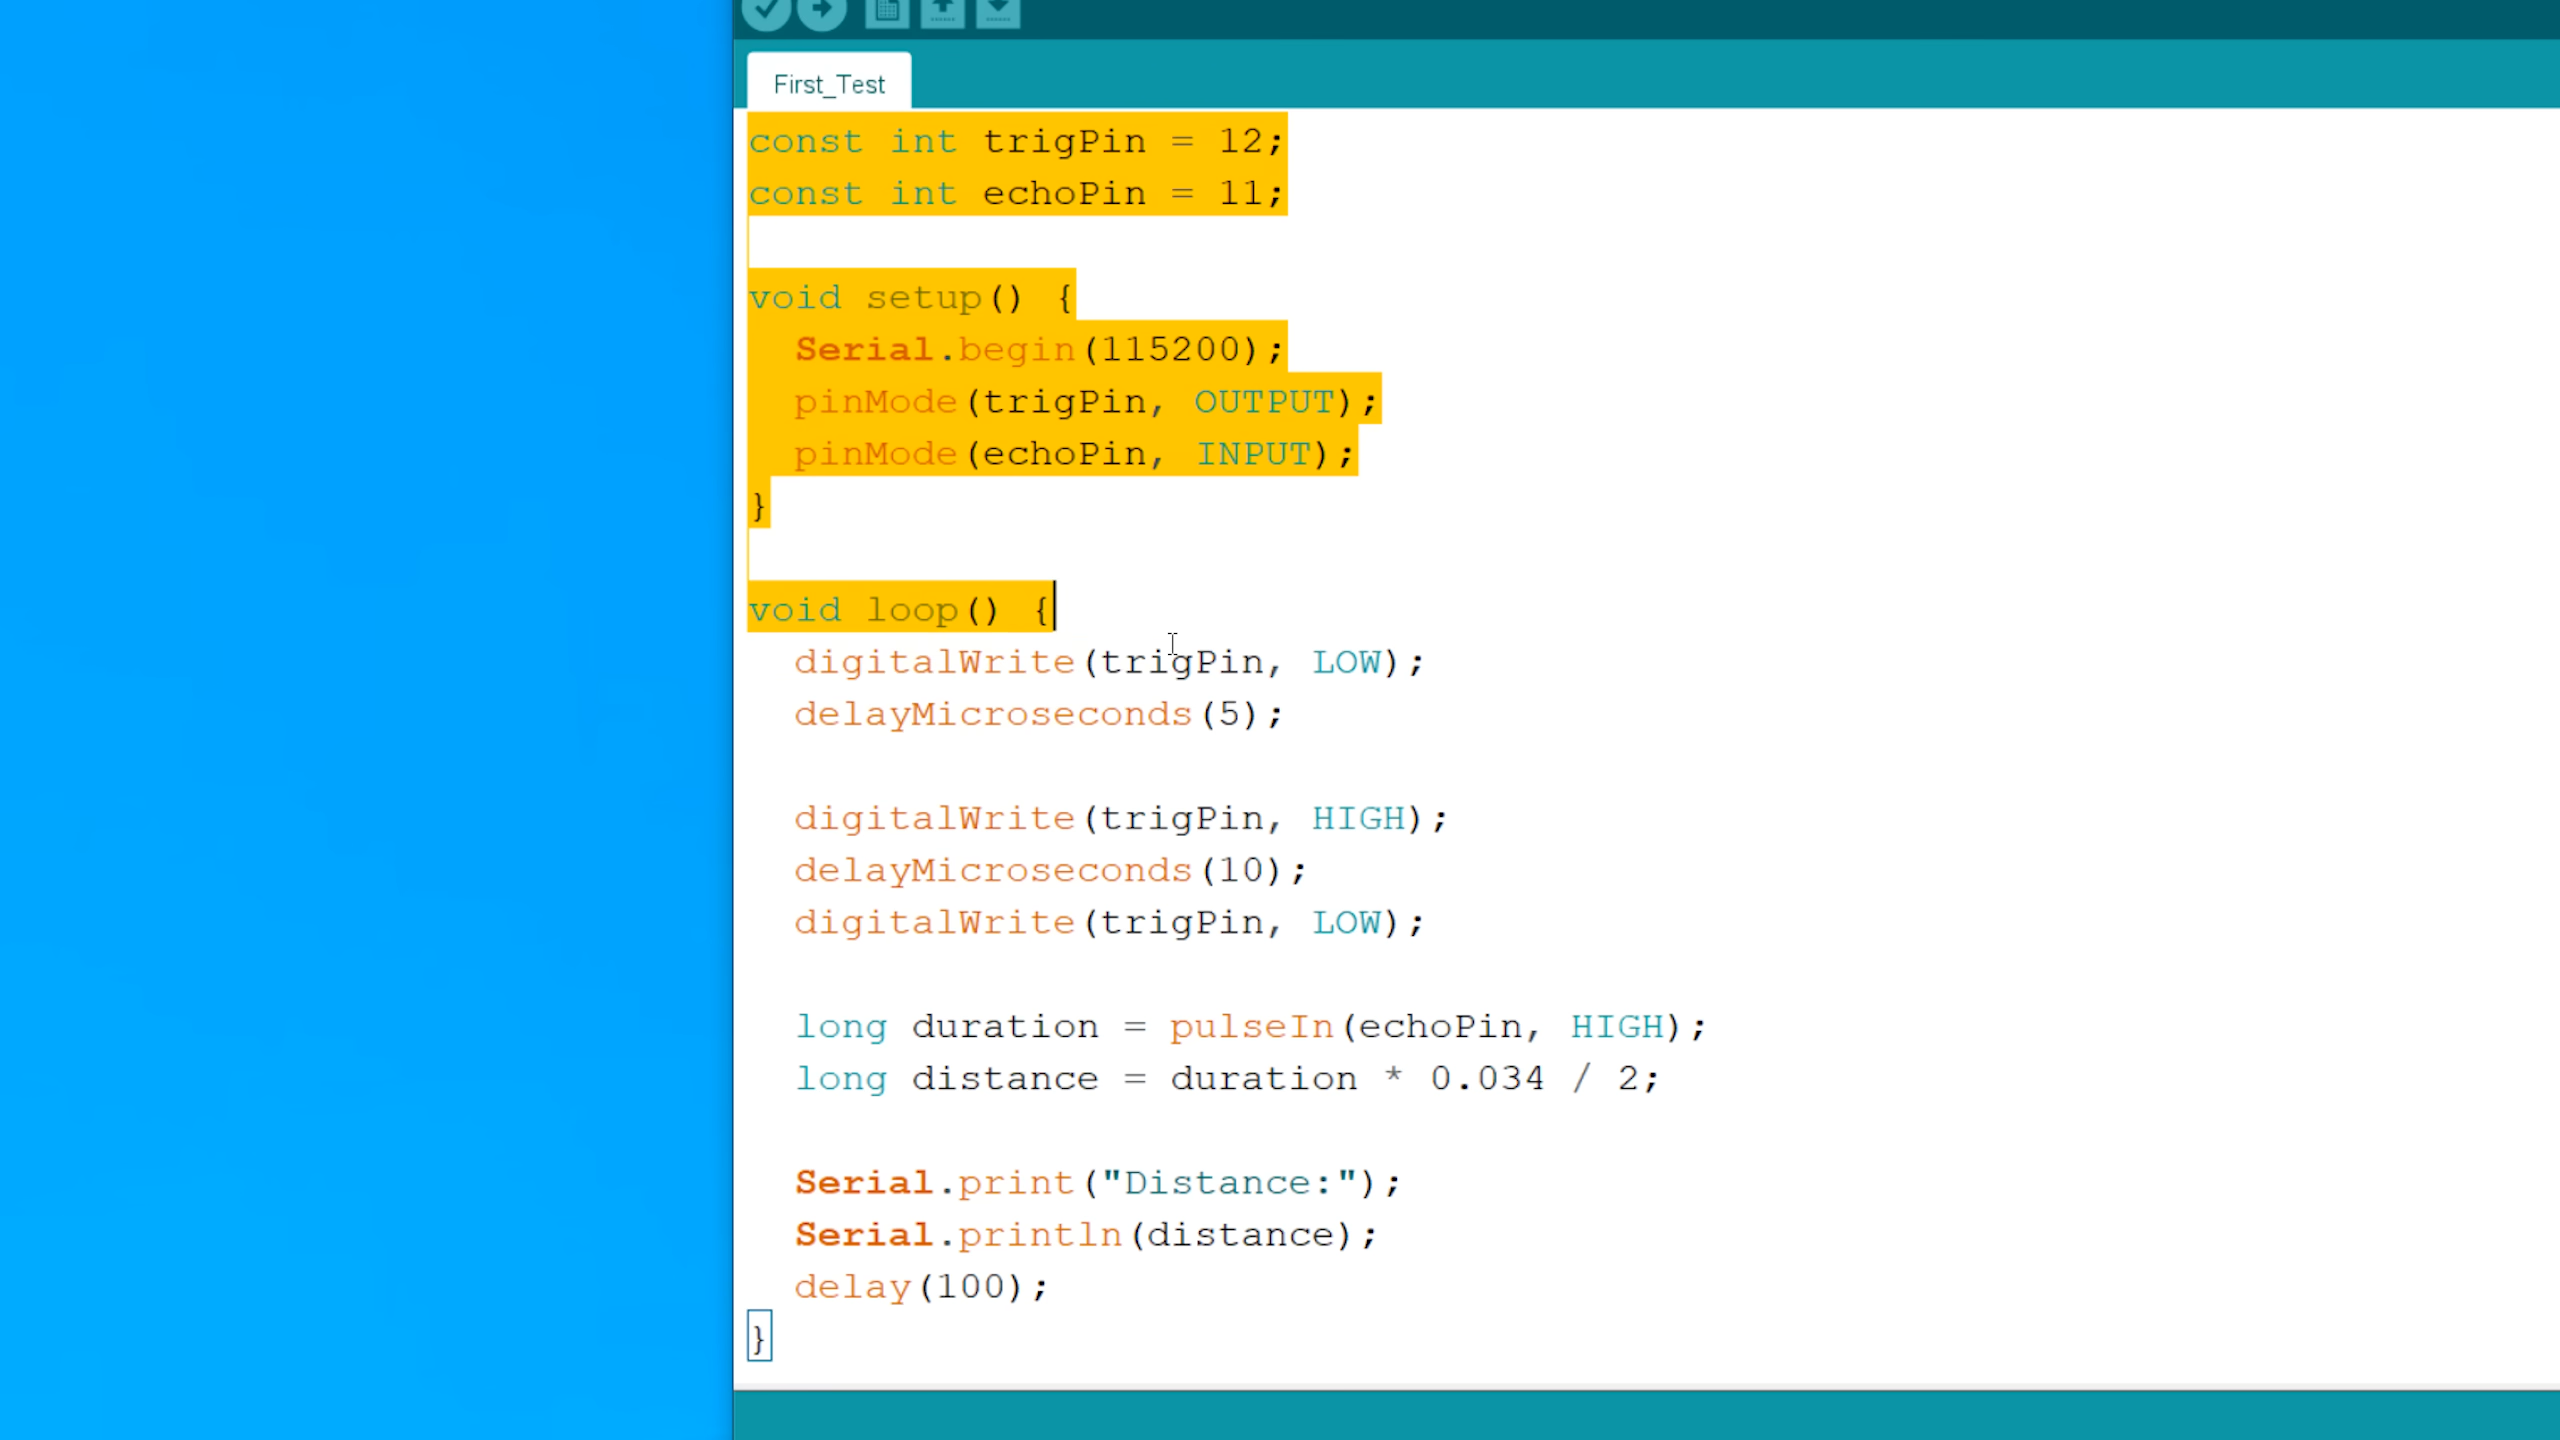 First_Test
const int trigPin = 12;
const int echoPin = 11;
void setup() {
  Serial.begin(115200);
  pinMode(trigPin, OUTPUT);
  pinMode(echoPin, INPUT);
}
void loop() {
  digitalWrite(trigPin, LOW);
  delayMicroseconds(5);
  digitalWrite(trigPin, HIGH);
  delayMicroseconds(10);
  digitalWrite(trigPin, LOW);
  long duration = pulseIn(echoPin, HIGH);
  long distance = duration * 0.034 / 2;
  Serial.print("Distance:");
  Serial.println(distance);
  delay(100);
}